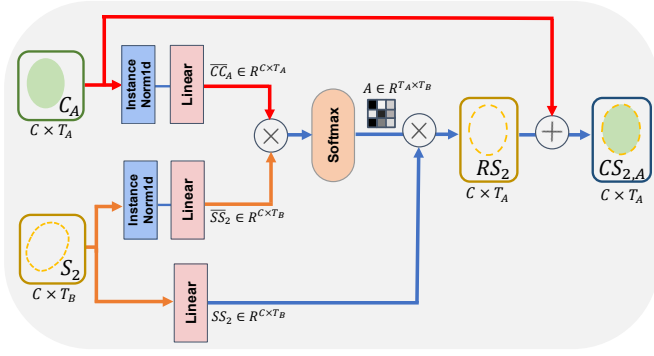 C_A
C × T_A
Instance
Norm1d
Linear
\overline{CC}_A ∈ R^{C×T_A}
A ∈ R^{T_A×T_B}
×
Softmax
×
RS_2
C × T_A
+
CS_{2,A}
C × T_A
S_2
C × T_B
Instance
Norm1d
Linear
\overline{SS}_2 ∈ R^{C×T_B}
Linear
SS_2 ∈ R^{C×T_B}